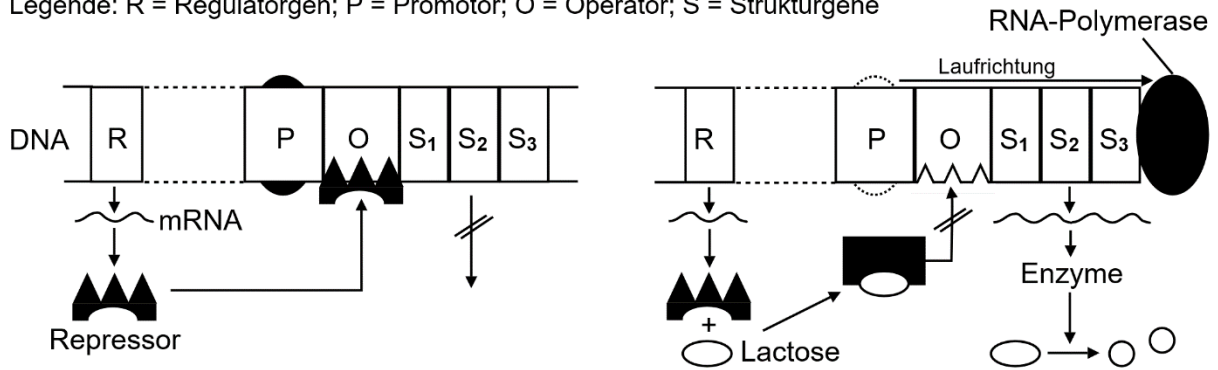 Legende: R = Regulatorgen; P = Promotor; O = Operator; S = Strukturgene
RNA-Polymerase
Laufrichtung
DNA R P O S₁ S₂ S₃
R P O S₁ S₂ S₃
mRNA
Repressor
+
Lactose
Enzyme